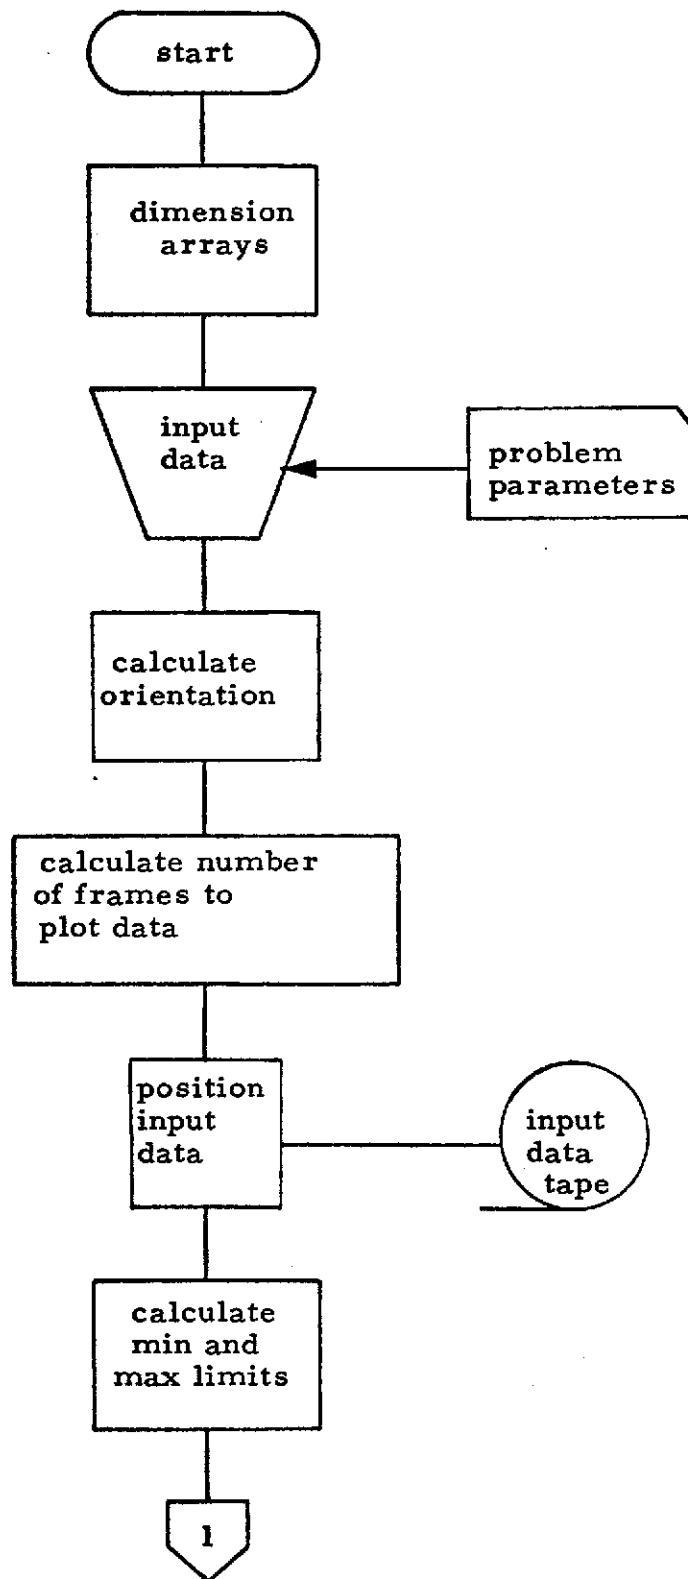 start
dimension
arrays
input
data
problem
parameters
calculate
orientation
calculate number
of frames to
plot data
position
input
data
input
data
tape
calculate
min and
max limits
1